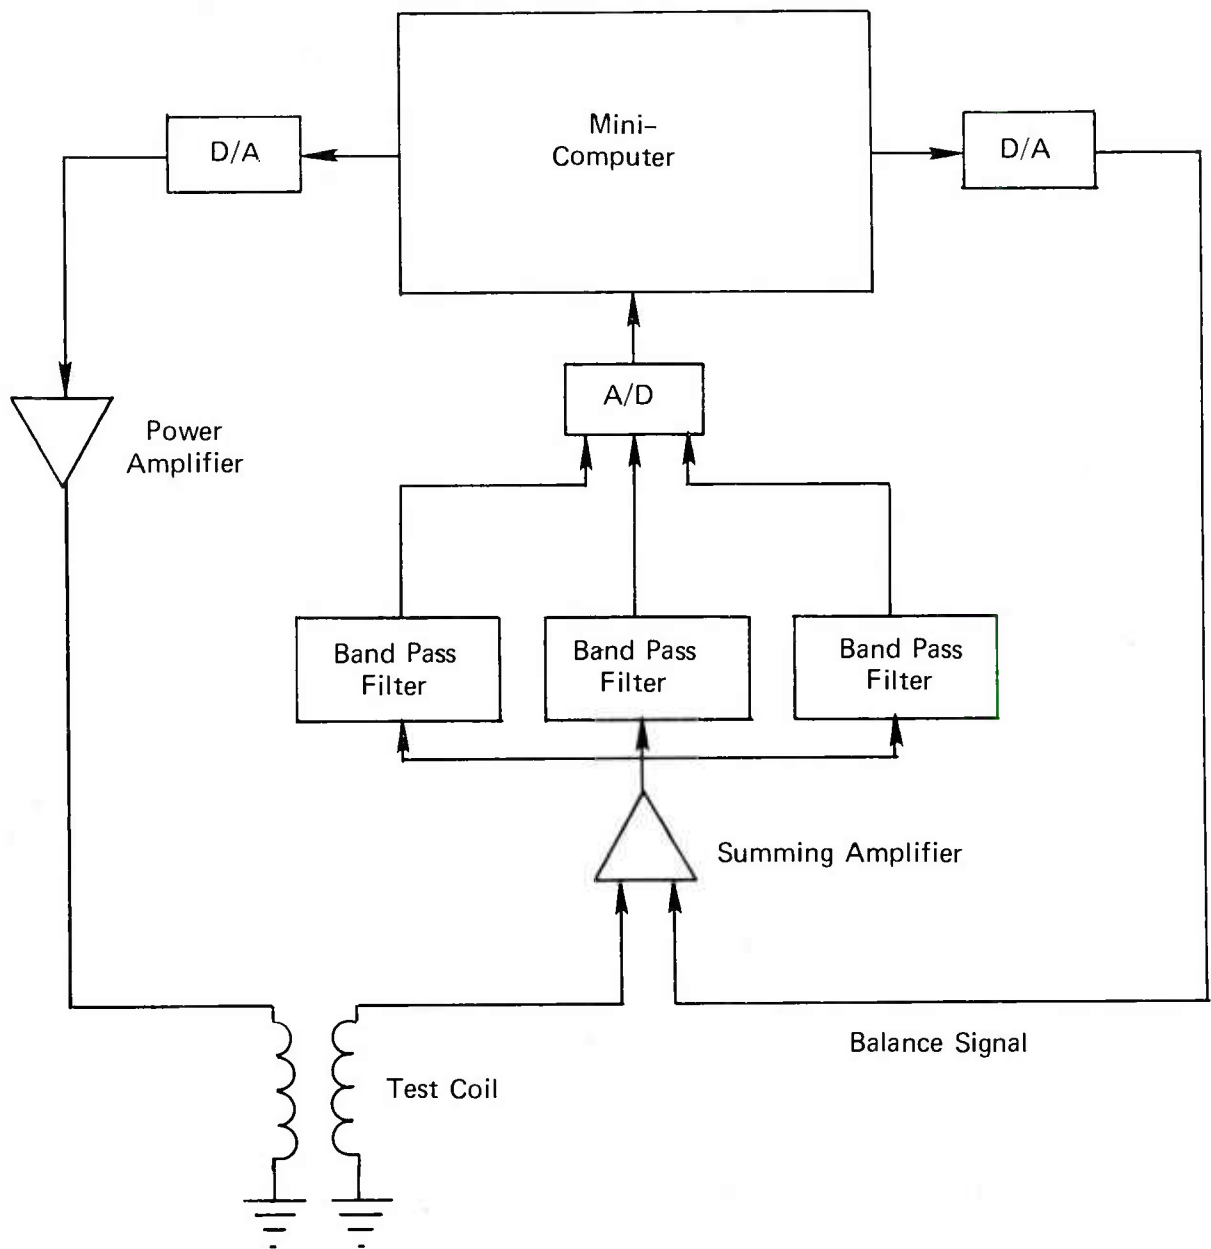 Mini-
Computer
D/A
D/A
A/D
Power
Amplifier
Band Pass
Filter
Band Pass
Filter
Band Pass
Filter
Summing Amplifier
Balance Signal
Test Coil